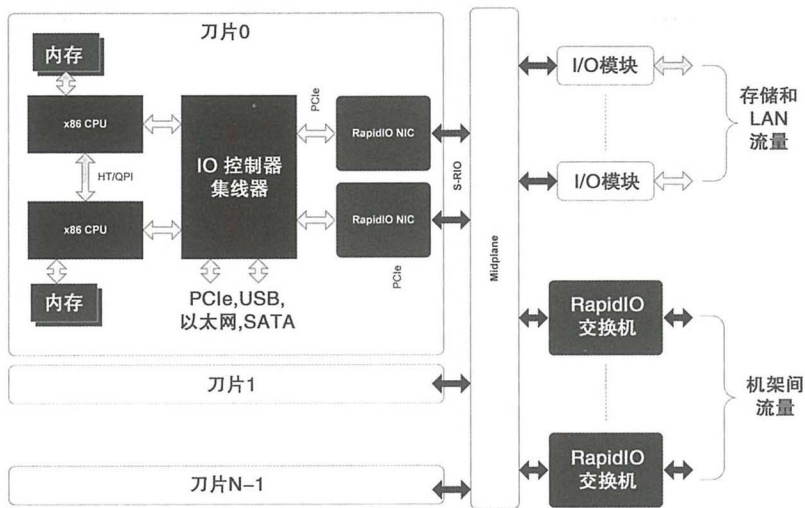 刀片0
内存
x86 CPU
HT/QPI
x86 CPU
内存
IO 控制器
集线器
PCIe,USB,
以太网,SATA
PCIe
RapidIO NIC
RapidIO NIC
PCIe
S-RIO
刀片1
刀片N-1
Midplane
I/O模块
I/O模块
存储和
LAN
流量
RapidIO
交换机
RapidIO
交换机
机架间
流量